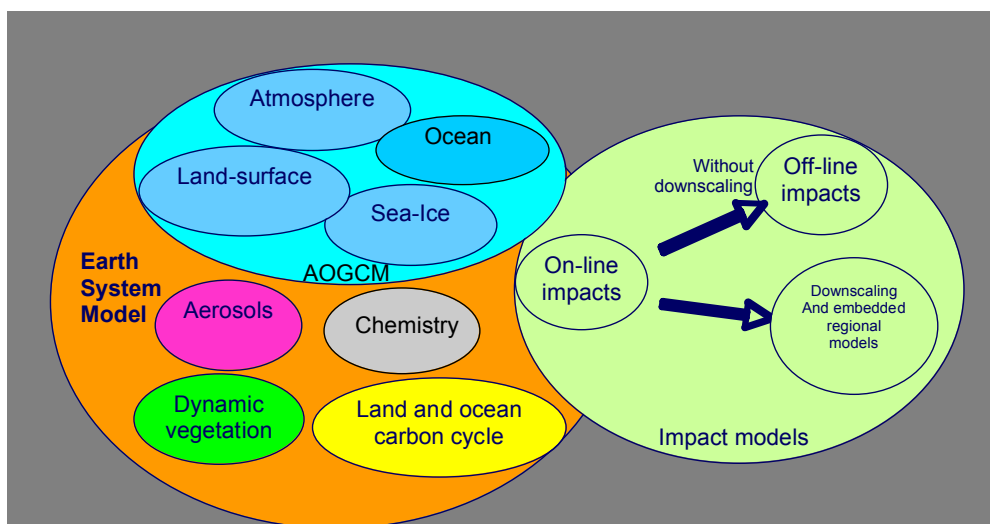 Atmosphere
Ocean
Land-surface
Sea-Ice
AOGCM
Earth
System
Model
Aerosols
Chemistry
Dynamic
vegetation
Land and ocean
carbon cycle
On-line
impacts
Without
downscaling
Off-line
impacts
Downscaling
And embedded
regional
models
Impact models